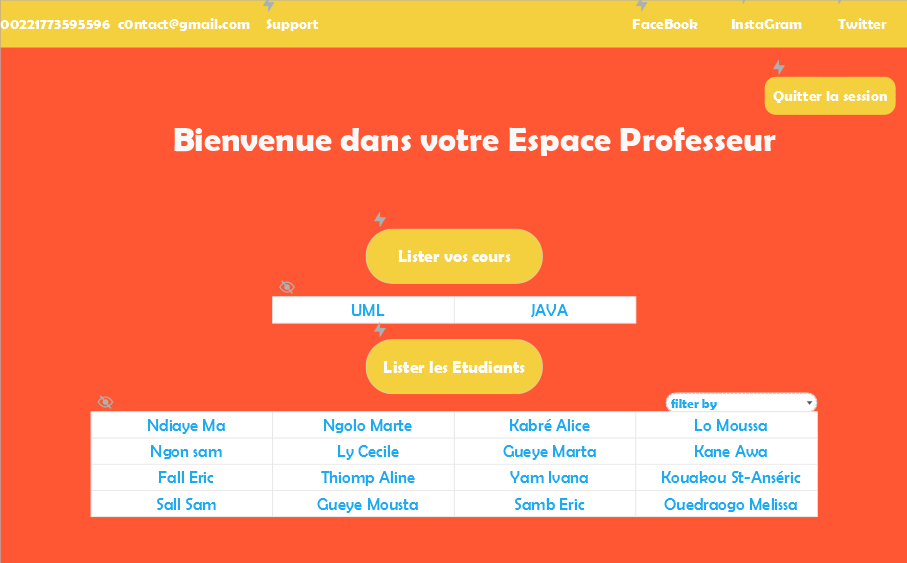 00221773595596 c0ntact@gmail.com Support FaceBook InstaGram Twitter
Quitter la session
Bienvenue dans votre Espace Professeur
Lister vos cours
UML JAVA
Lister les Etudiants
filter by
Ndiaye Ma Ngolo Marte Kabré Alice Lo Moussa
Ngon sam Ly Cecile Gueye Marta Kane Awa
Fall Eric Thiomp Aline Yam Ivana Kouakou St-Anséric
Sall Sam Gueye Mousta Samb Eric Ouedraogo Melissa